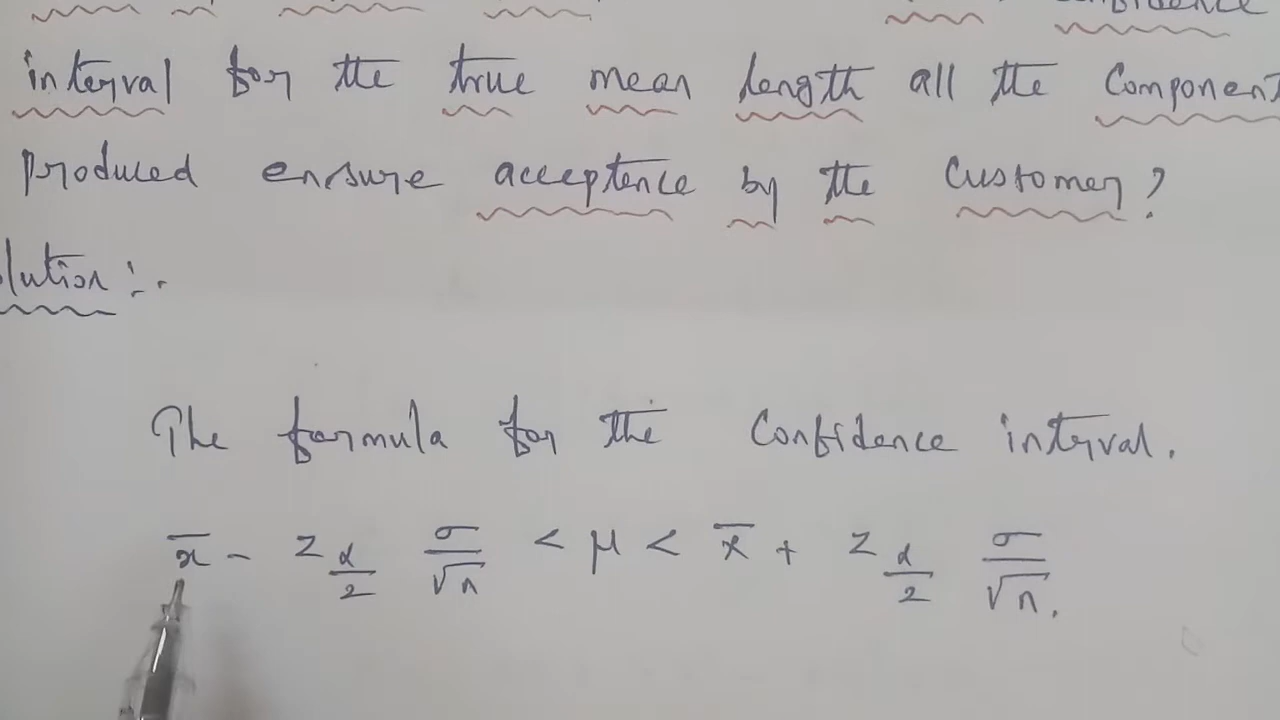 interval for the true mean length all the Component
produced ensure acceptence by the Customer?
lution :-
The formula for the Confidence interval.
x̄ - z α/2 σ/√n < μ < x̄ + z α/2 σ/√n.